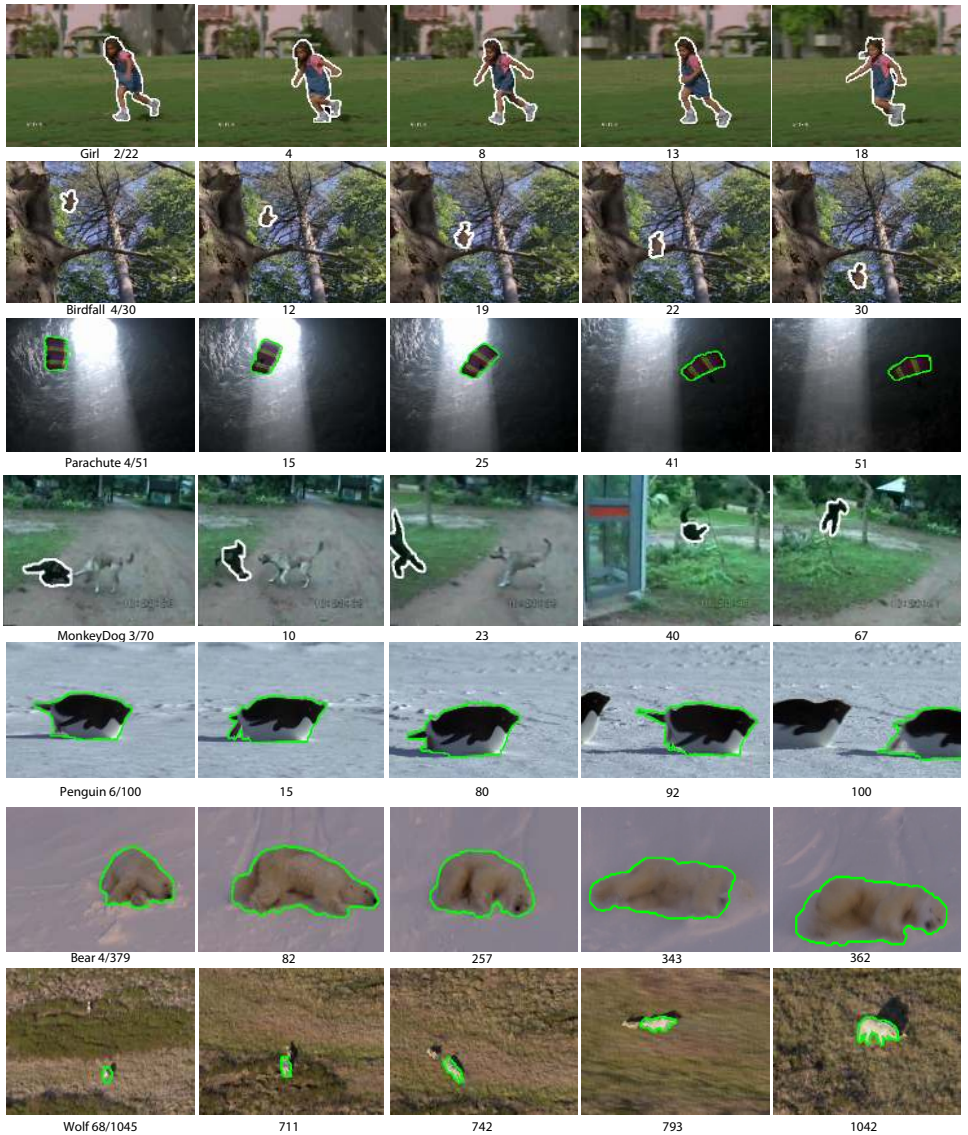 Girl 2/22 4 8 13 18
Birdfall 4/30 12 19 22 30
Parachute 4/51 15 25 41 51
MonkeyDog 3/70 10 23 40 67
Penguin 6/100 15 80 92 100
Bear 4/379 82 257 343 362
Wolf 68/1045 711 742 793 1042